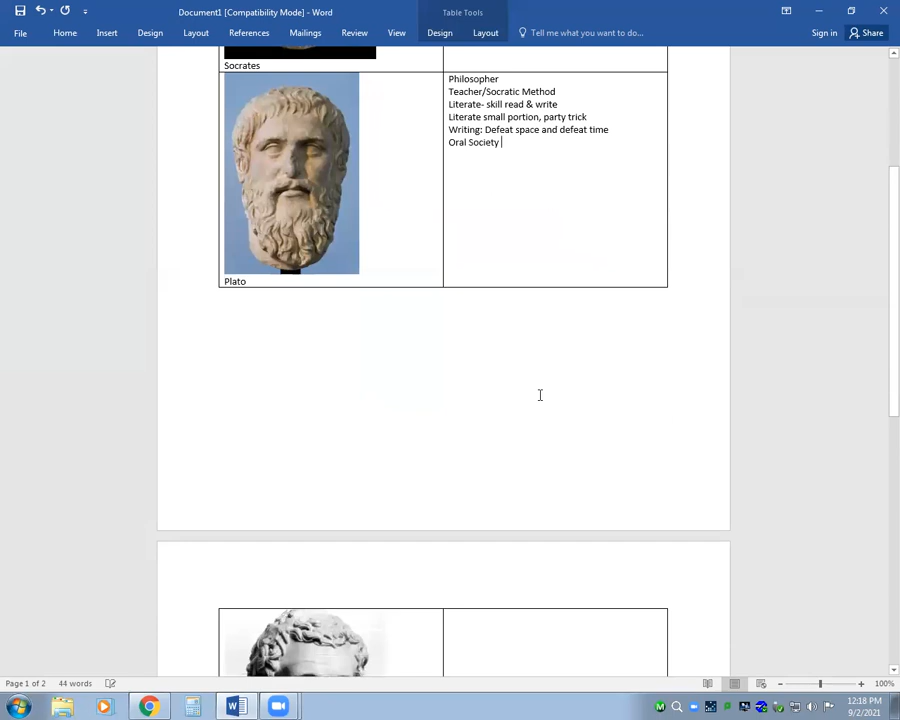 Document1 [Compatibility Mode] - Word
Table Tools
File
Home
Insert
Design
Layout
References
Mailings
Review
View
Design
Layout
Tell me what you want to do...
Sign in
Share
Socrates
Philosopher
Teacher/Socratic Method
Literate- skill read & write
Literate small portion, party trick
Writing: Defeat space and defeat time
Oral Society
Plato
Page 1 of 2
44 words
100%
12:18 PM
9/2/2021